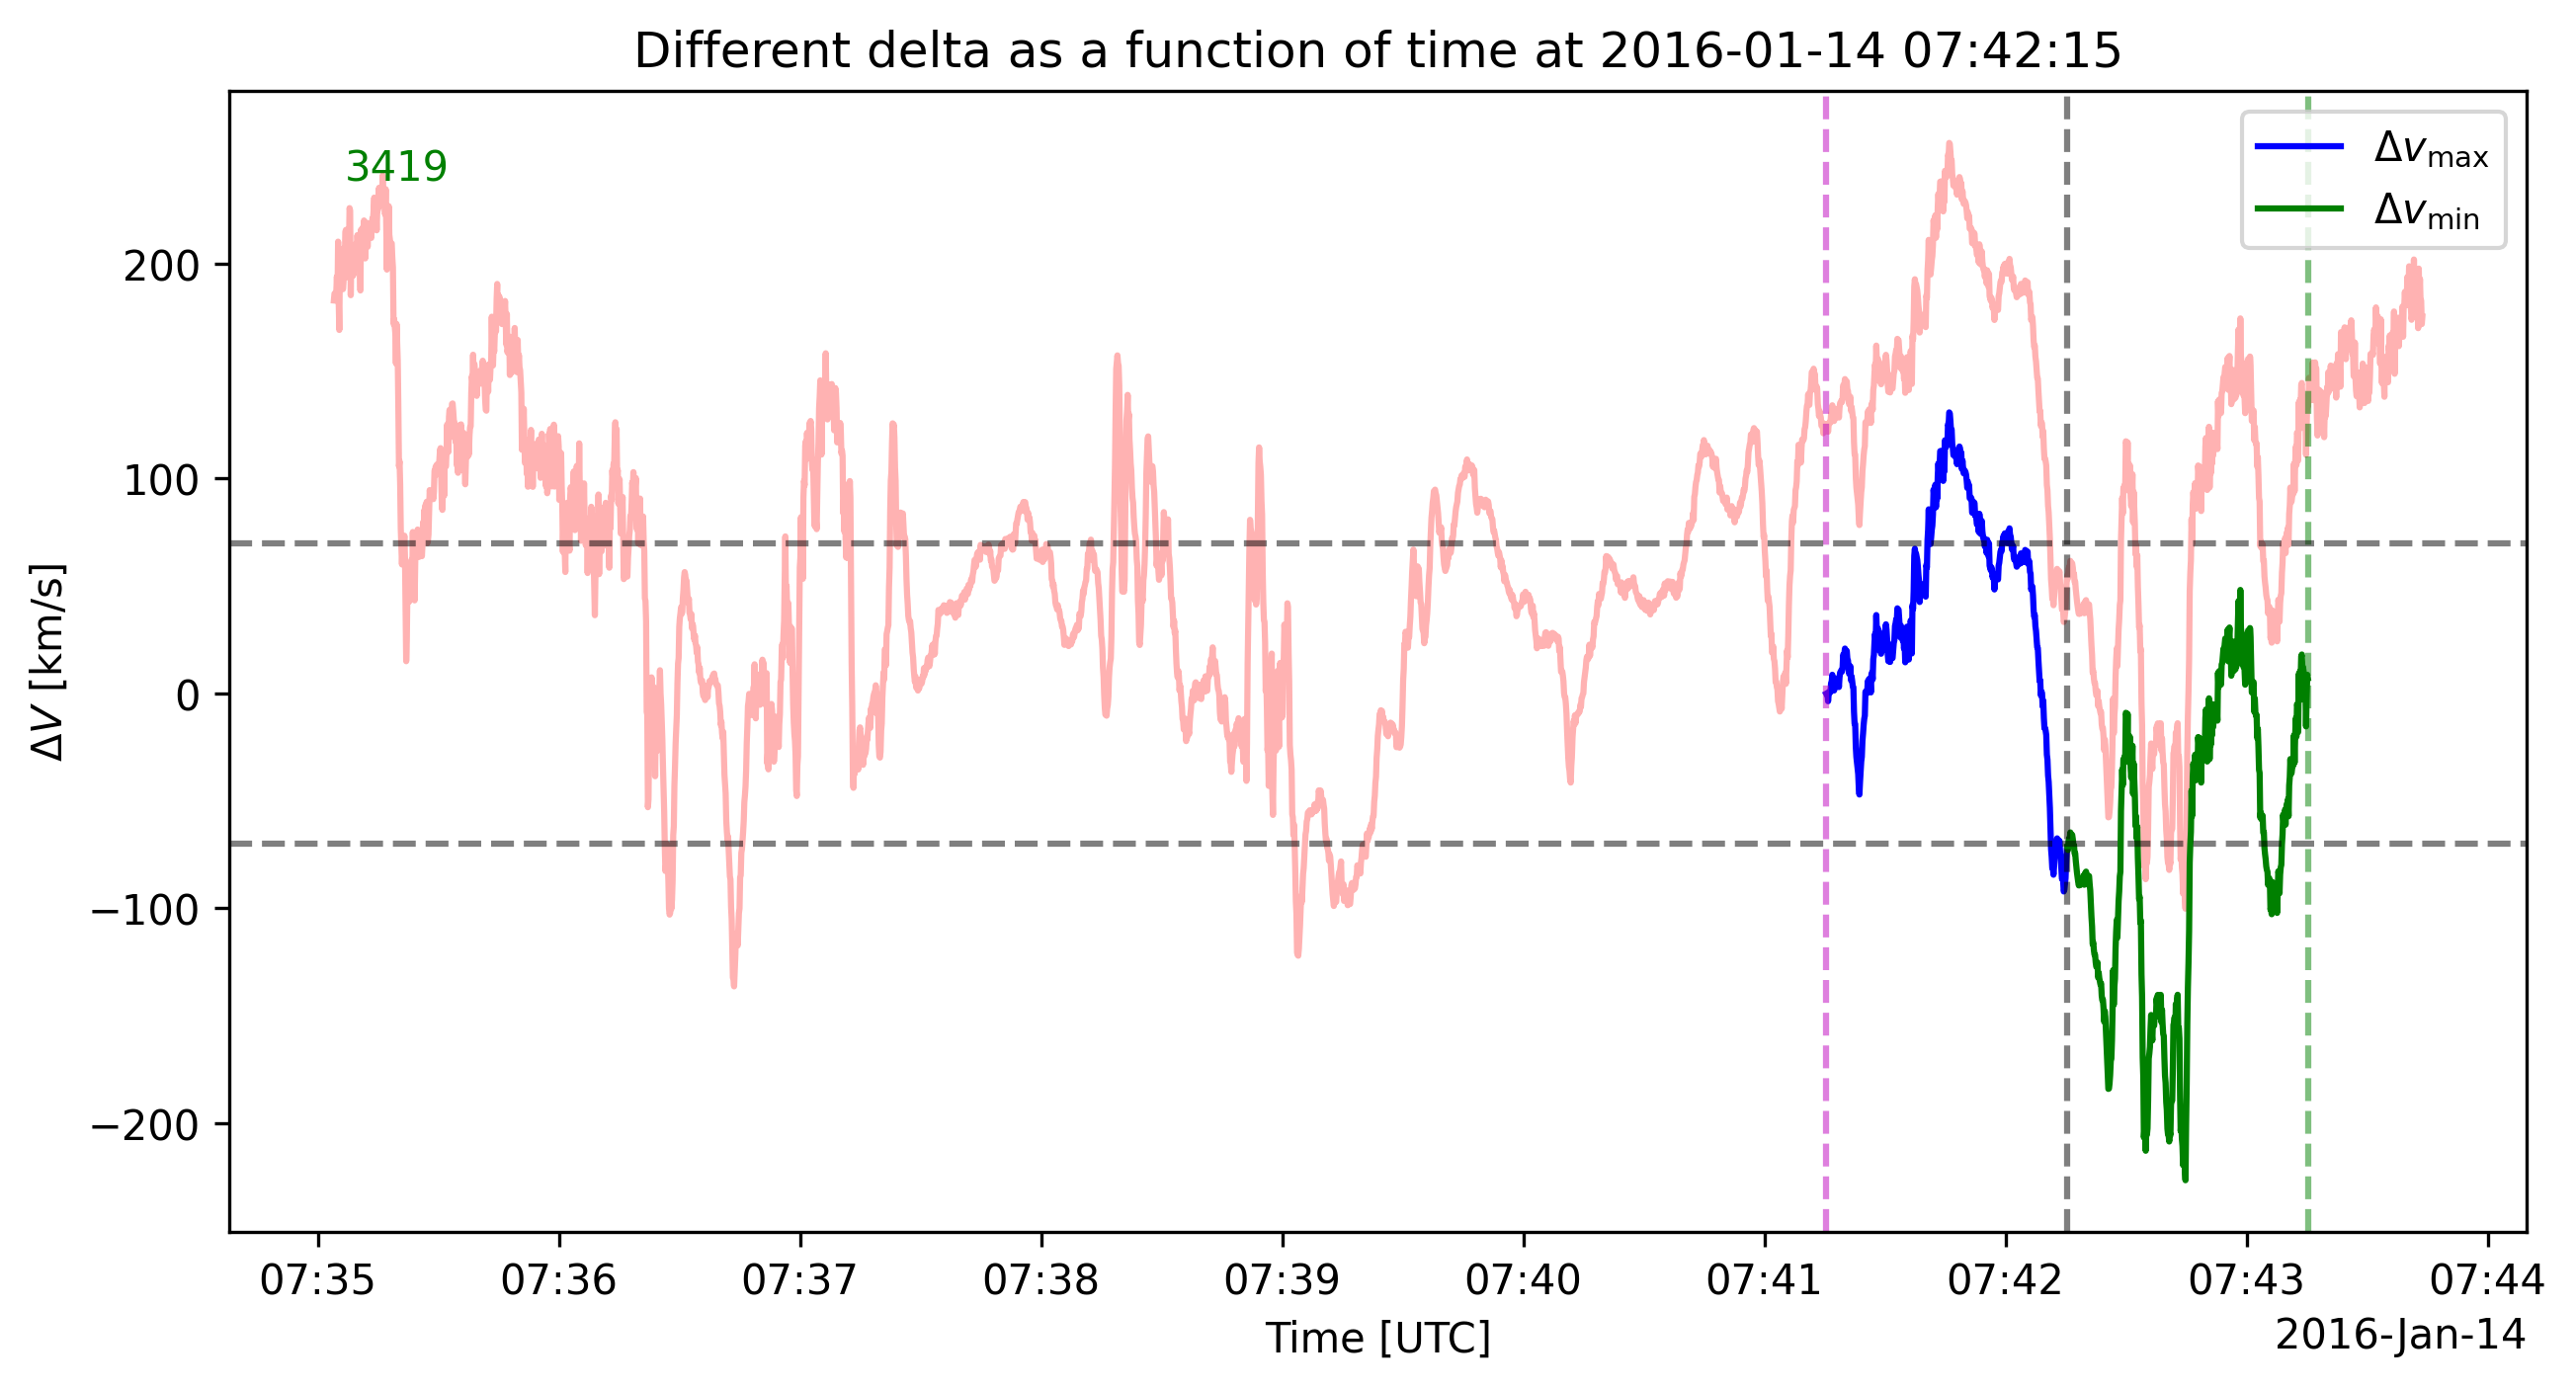 Different delta as a function of time at 2016-01-14 07:42:15
3419
Δv_max
Δv_min
200
100
0
−100
−200
ΔV [km/s]
07:35 07:36 07:37 07:38 07:39 07:40 07:41 07:42 07:43 07:44
Time [UTC]
2016-Jan-14